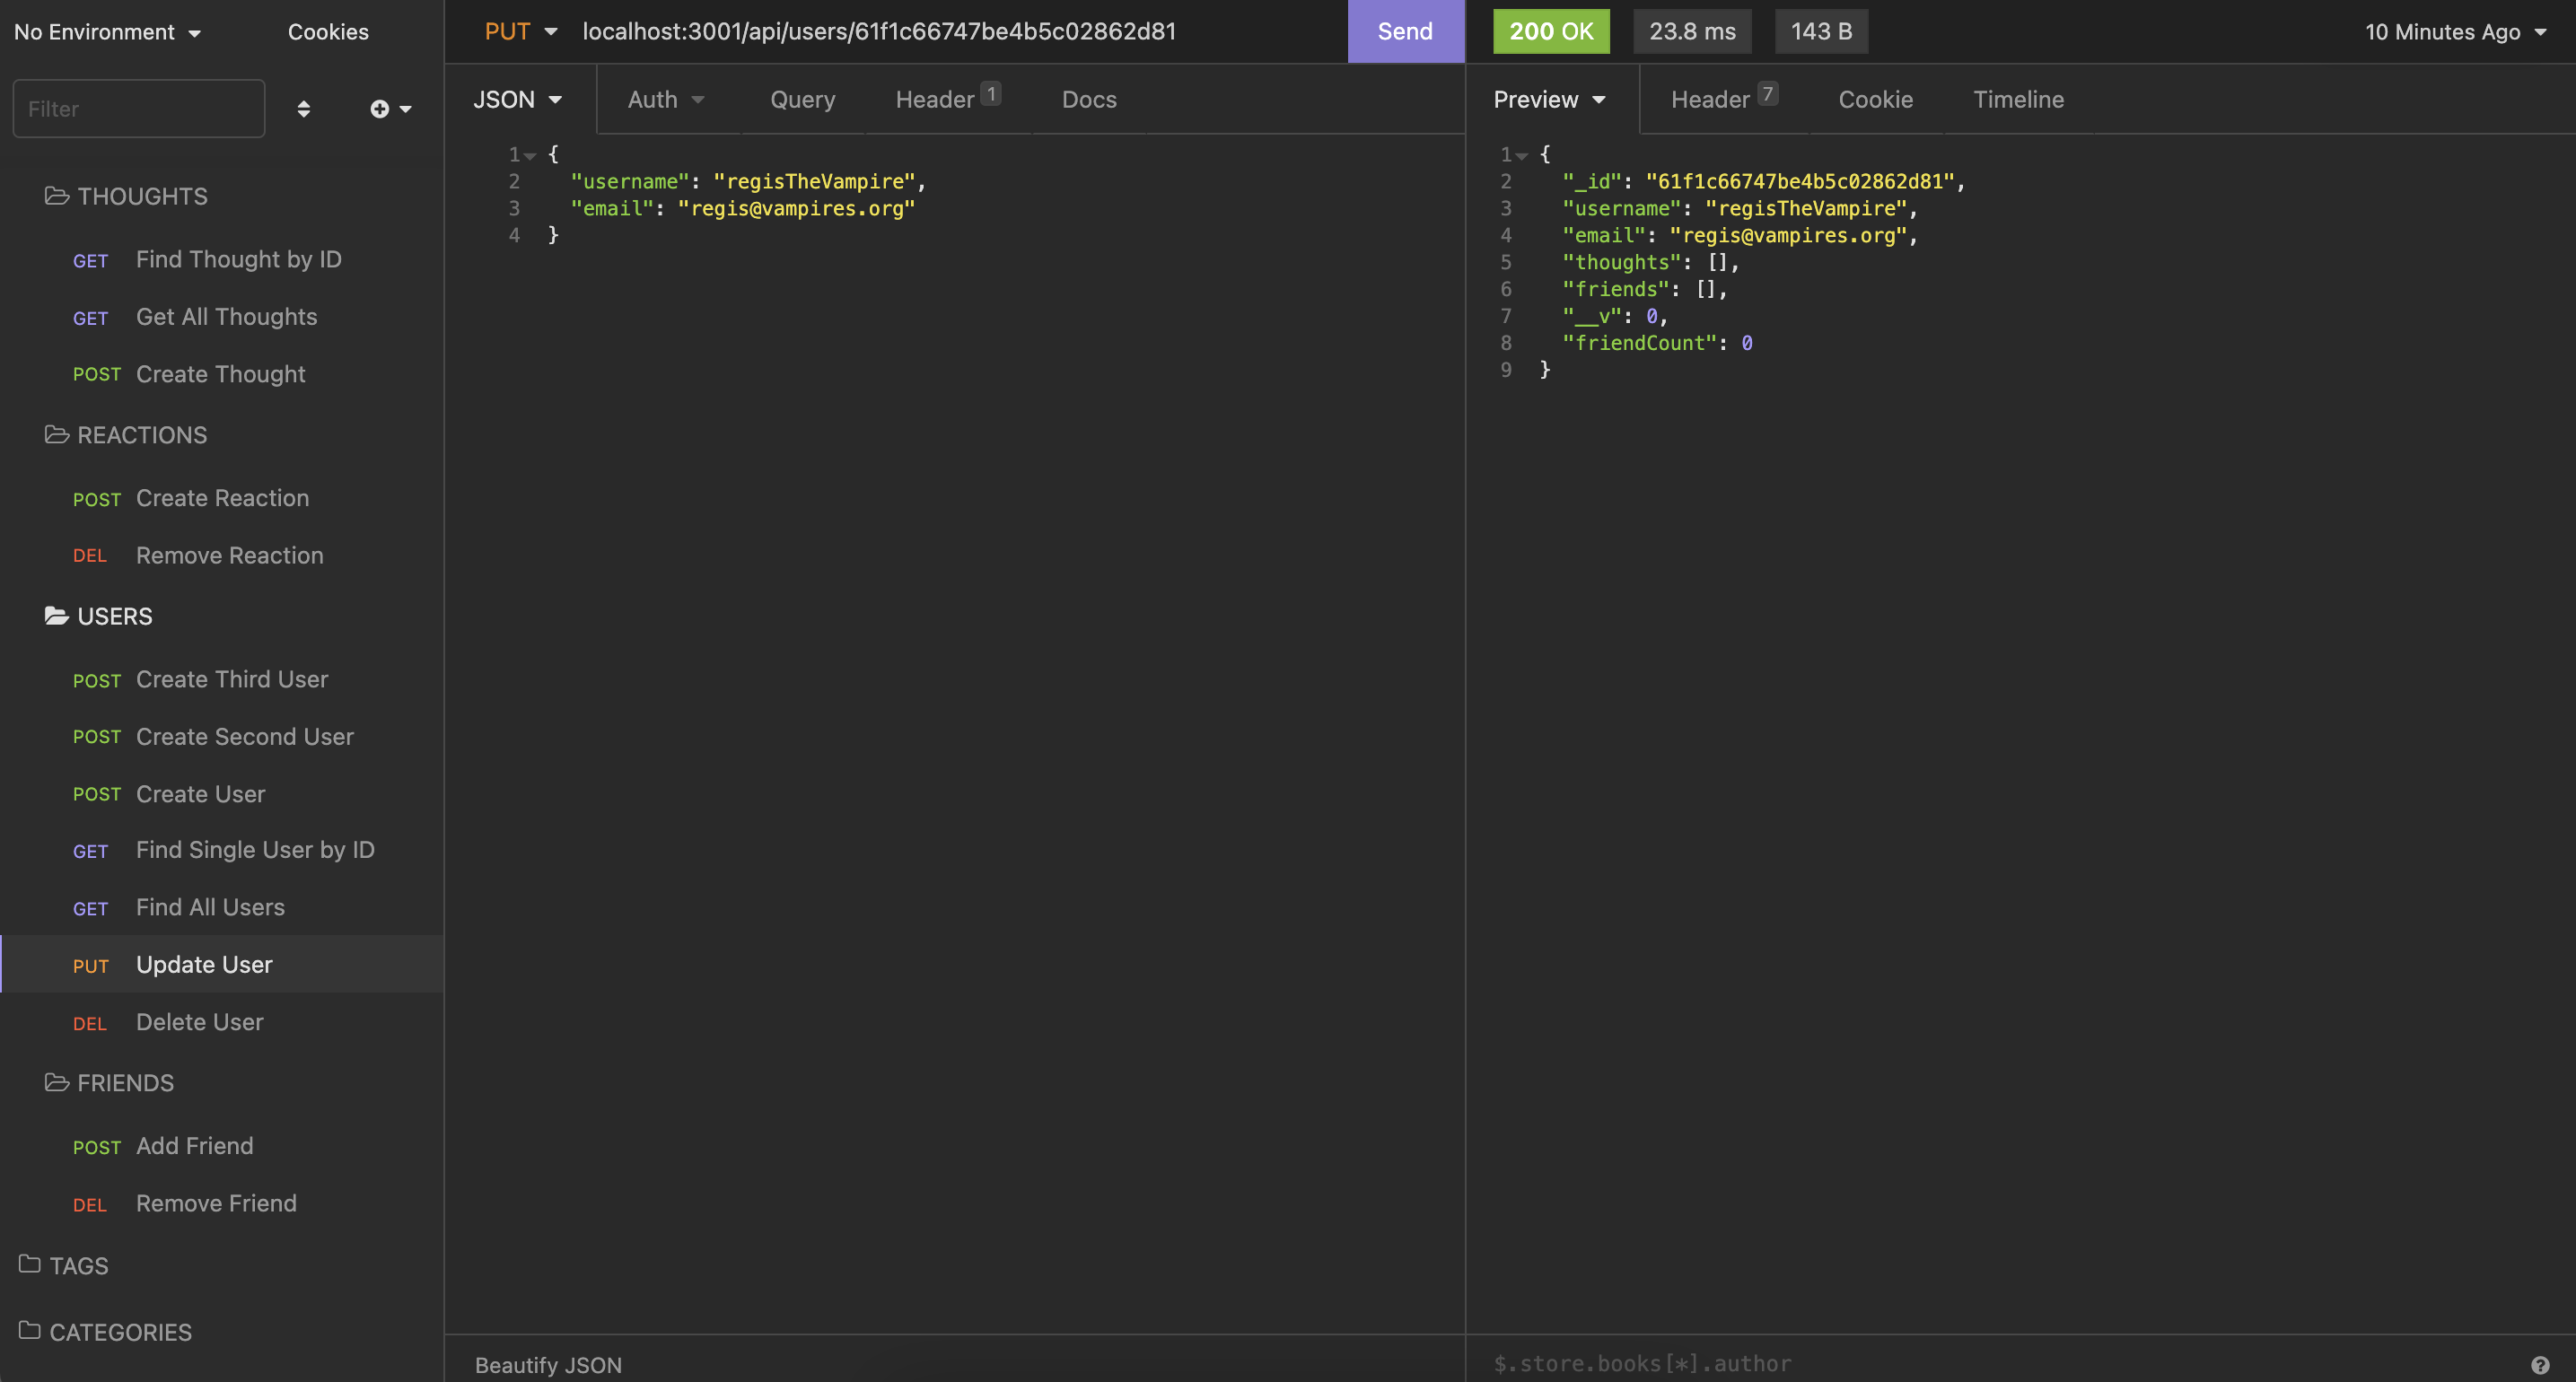 No Environment
Cookies
Filter
THOUGHTS
GET Find Thought by ID
GET Get All Thoughts
POST Create Thought
REACTIONS
POST Create Reaction
DEL Remove Reaction
USERS
POST Create Third User
POST Create Second User
POST Create User
GET Find Single User by ID
GET Find All Users
PUT Update User
DEL Delete User
FRIENDS
POST Add Friend
DEL Remove Friend
TAGS
CATEGORIES
PUT localhost:3001/api/users/61f1c66747be4b5c02862d81 Send
JSON Auth Query Header 1 Docs
1 {
2 "username": "regisTheVampire",
3 "email": "regis@vampires.org"
4 }
Beautify JSON
200 OK 23.8 ms 143 B 10 Minutes Ago
Preview Header 7 Cookie Timeline
1 {
2 "_id": "61f1c66747be4b5c02862d81",
3 "username": "regisTheVampire",
4 "email": "regis@vampires.org",
5 "thoughts": [],
6 "friends": [],
7 "__v": 0,
8 "friendCount": 0
9 }
$.store.books[*].author
?